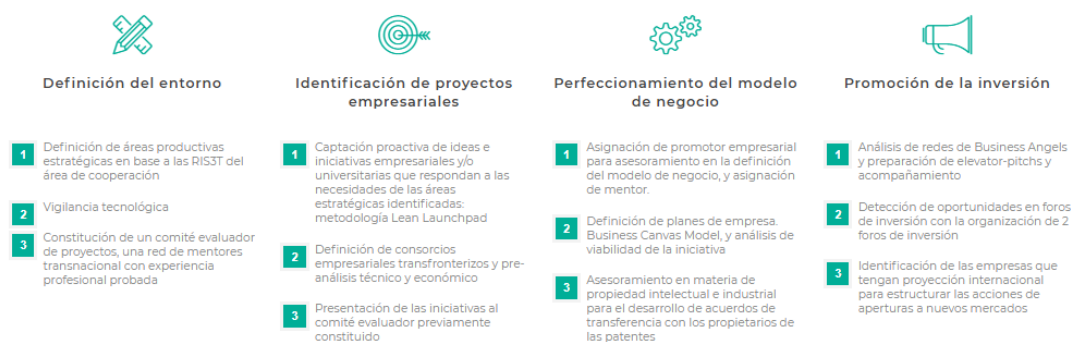 Definición del entorno
1
Definición de áreas productivas
estratégicas en base a las RIS3T del
área de cooperación
2
Vigilancia tecnológica
3
Constitución de un comité evaluador
de proyectos, una red de mentores
transnacional con experiencia
profesional probada
Identificación de proyectos
empresariales
1
Captación proactiva de ideas e
iniciativas empresariales y/o
universitarias que respondan a las
necesidades de las áreas
estratégicas identificadas:
metodología Lean Launchpad
2
Definición de consorcios
empresariales transfronterizos y pre-
análisis técnico y económico
3
Presentación de las iniciativas al
comité evaluador previamente
constituido
Perfeccionamiento del modelo
de negocio
1
Asignación de promotor empresarial
para asesoramiento en la definición
del modelo de negocio, y asignación
de mentor.
2
Definición de planes de empresa.
Business Canvas Model, y análisis de
viabilidad de la iniciativa
3
Asesoramiento en materia de
propiedad intelectual e industrial
para el desarrollo de acuerdos de
transferencia con los propietarios de
las patentes
Promoción de la inversión
1
Análisis de redes de Business Angels
y preparación de elevator-pitchs y
acompañamiento
2
Detección de oportunidades en foros
de inversión con la organización de 2
foros de inversión
3
Identificación de las empresas que
tengan proyección internacional
para estructurar las acciones de
aperturas a nuevos mercados